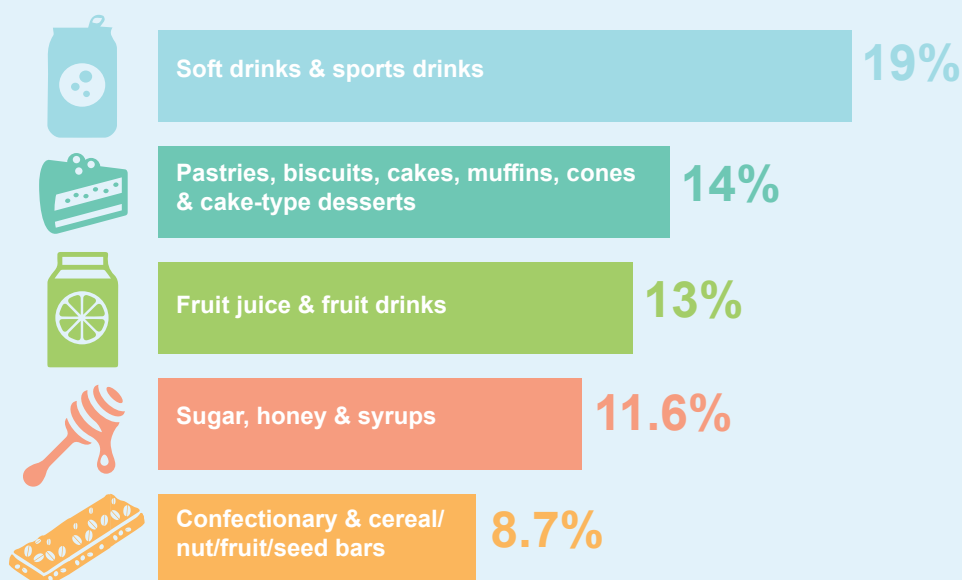 Soft drinks & sports drinks
19%
Pastries, biscuits, cakes, muffins, cones
& cake-type desserts
14%
Fruit juice & fruit drinks
13%
Sugar, honey & syrups
11.6%
Confectionary & cereal/
nut/fruit/seed bars
8.7%